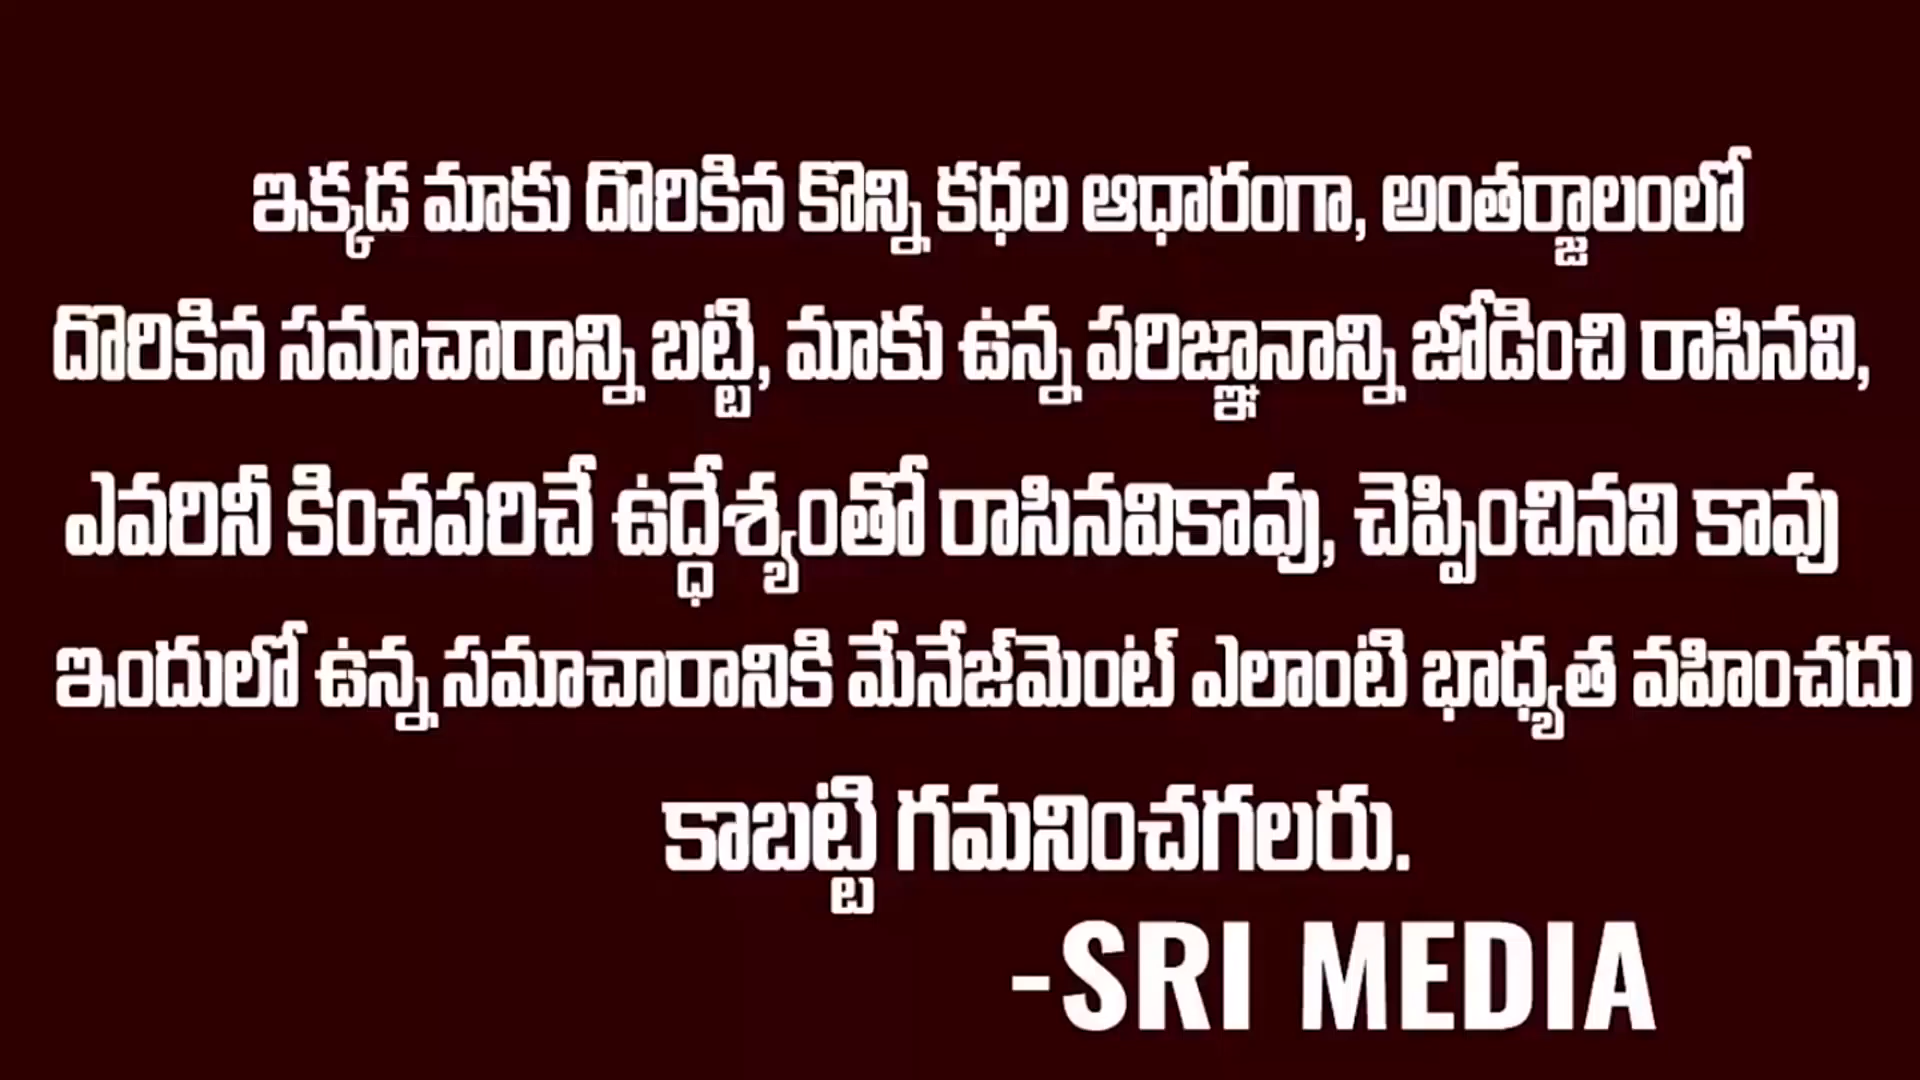 ఇక్కడ మాకు దొరికిన కొన్ని కధల ఆధారంగా, అంతర్జాలంలో
దొరికిన సమాచారాన్ని బట్టి, మాకు ఉన్న పరిజ్ఞానాన్ని జోడించి రాసినవి,
ఎవరినీ కించపరిచే ఉద్ధేశ్యంతో రాసినవికావు, చెప్పించినవి కావు
ఇందులో ఉన్న సమాచారానికి మేనేజ్‌మెంట్ ఎలాంటి భాధ్యత వహించదు
కాబట్టి గమనించగలరు.
-SRI MEDIA